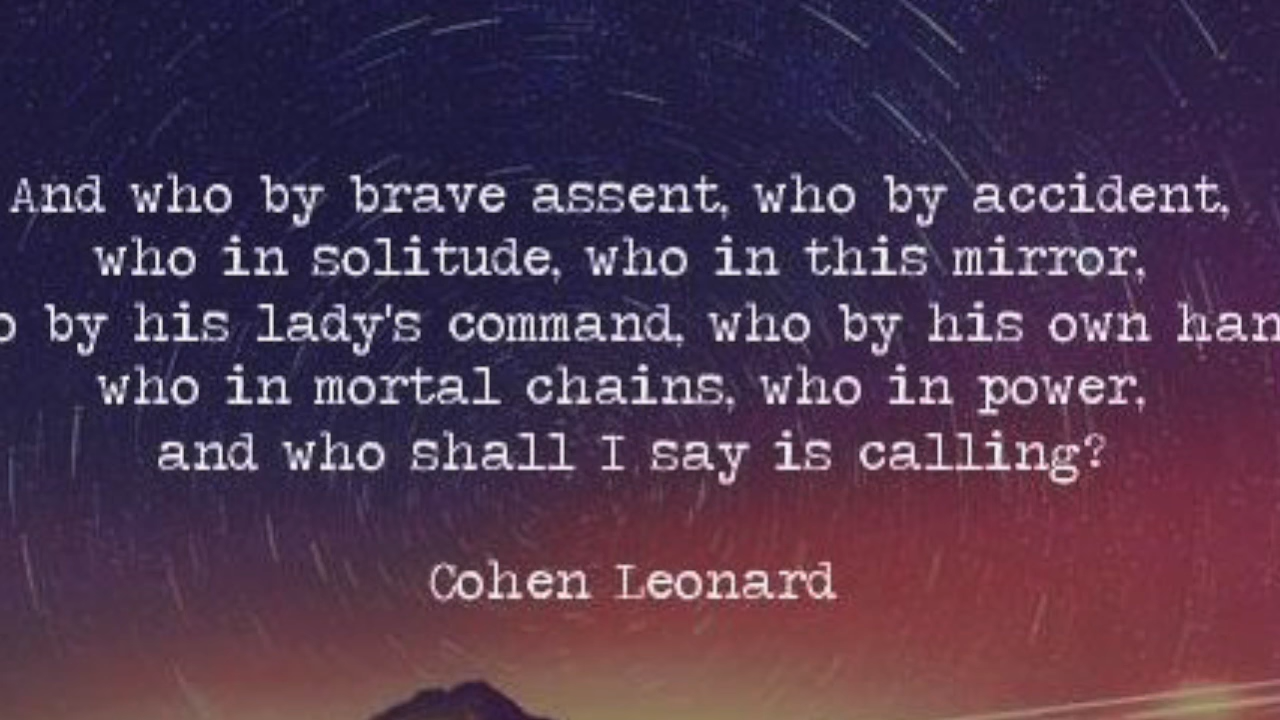 And who by brave assent, who by accident,
who in solitude, who in this mirror,
o by his lady's command, who by his own han
who in mortal chains, who in power,
and who shall I say is calling?
Cohen Leonard